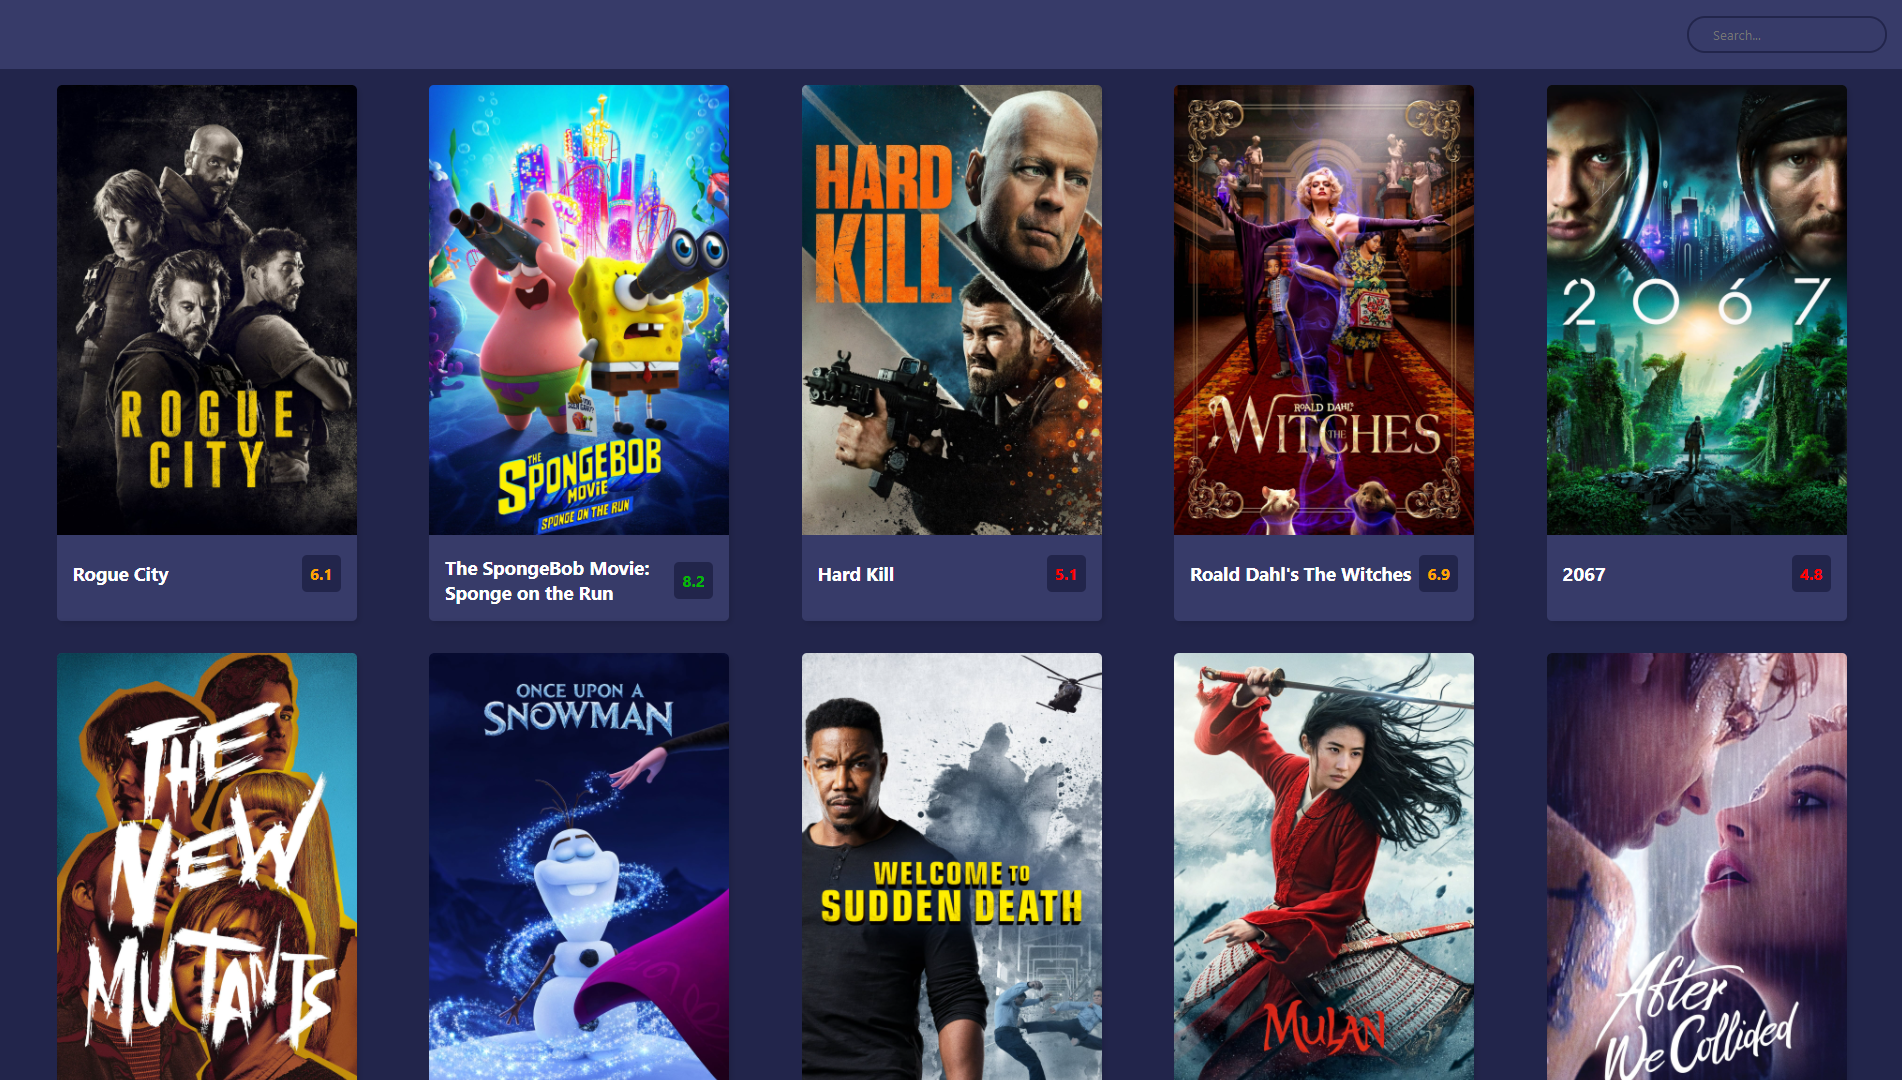 Search...
ROGUE
CITY
THE
SPONGEBOB
MOVIE
SPONGE ON THE RUN
HARD
KILL
ROALD DAHL'S
THE
WITCHES
2067
Rogue City
6.1
The SpongeBob Movie:
Sponge on the Run
8.2
Hard Kill
5.1
Roald Dahl's The Witches
6.9
2067
4.8
THE
NEW
MUTANTS
ONCE UPON A
SNOWMAN
WELCOME TO
SUDDEN DEATH
MULAN
After
We Collided